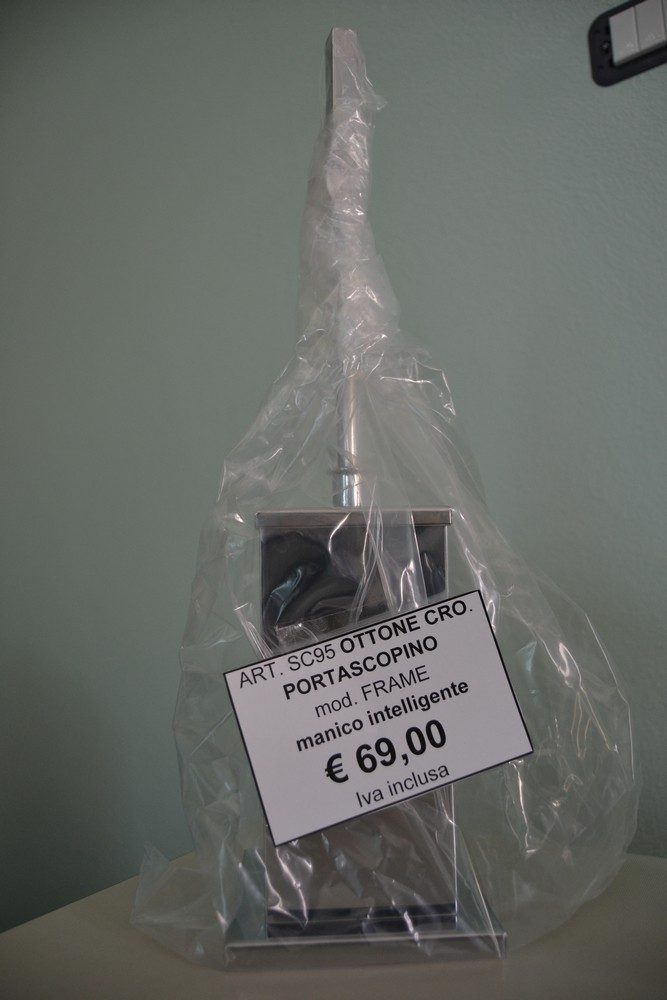 ART. SC95 OTTONE CRO.
PORTASCOPINO
mod. FRAME
manico intelligente
€ 69,00
Iva inclusa